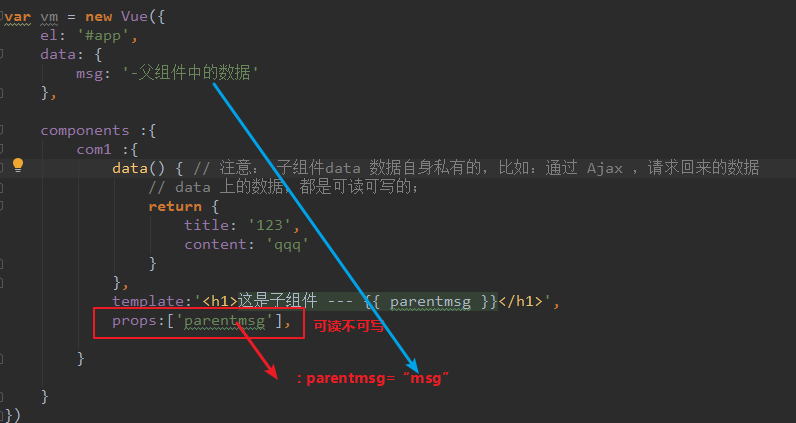 var vm = new Vue({
el: '#app',
data: {
msg: '-父组件中的数据'
},
components :{
com1 :{
data() { // 注意： 子组件data 数据自身私有的，比如：通过 Ajax ，请求回来的数据
// data 上的数据，都是可读可写的；
return {
title: '123',
content: 'qqq'
}
},
template:'<h1>这是子组件 --- {{ parentmsg }}</h1>',
props:['parentmsg'], 可读不可写
：parentmsg=“msg”
}
}
})